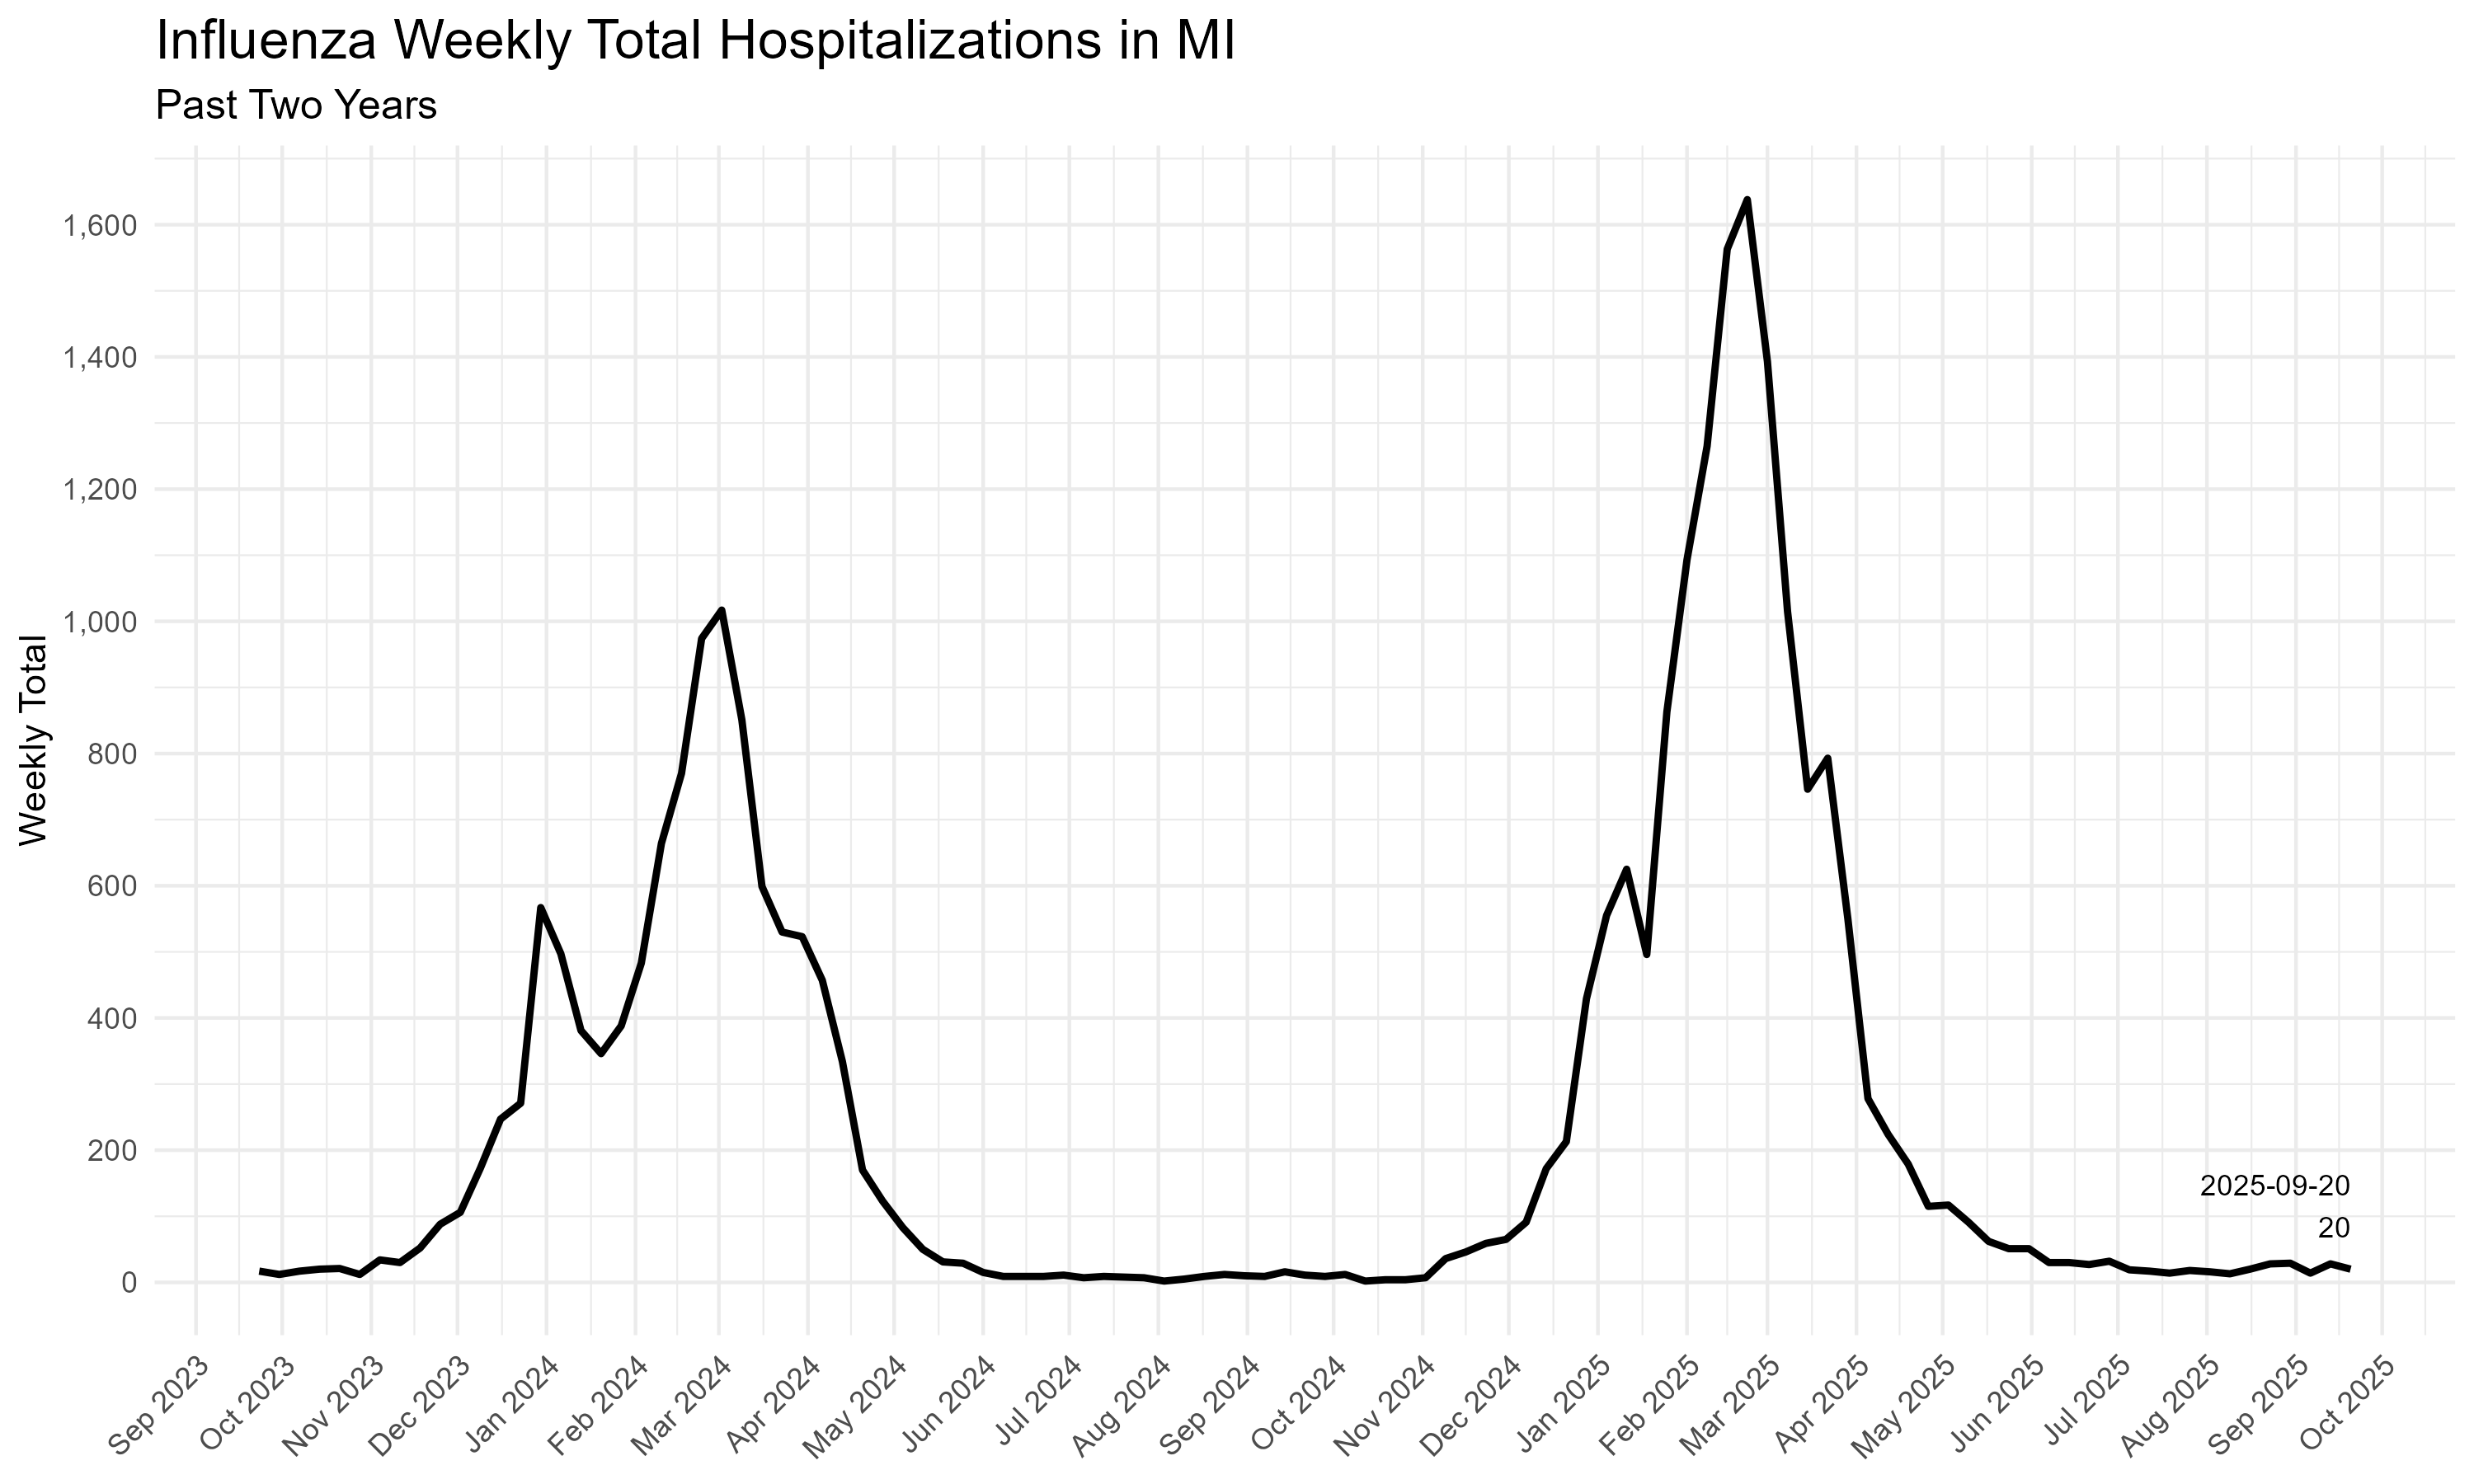 Influenza Weekly Total Hospitalizations in MI
Past Two Years
Weekly Total
1,600
1,400
1,200
1,000
800
600
400
200
0
2025-09-20
20
Sep 2023
Oct 2023
Nov 2023
Dec 2023
Jan 2024
Feb 2024
Mar 2024
Apr 2024
May 2024
Jun 2024
Jul 2024
Aug 2024
Sep 2024
Oct 2024
Nov 2024
Dec 2024
Jan 2025
Feb 2025
Mar 2025
Apr 2025
May 2025
Jun 2025
Jul 2025
Aug 2025
Sep 2025
Oct 2025